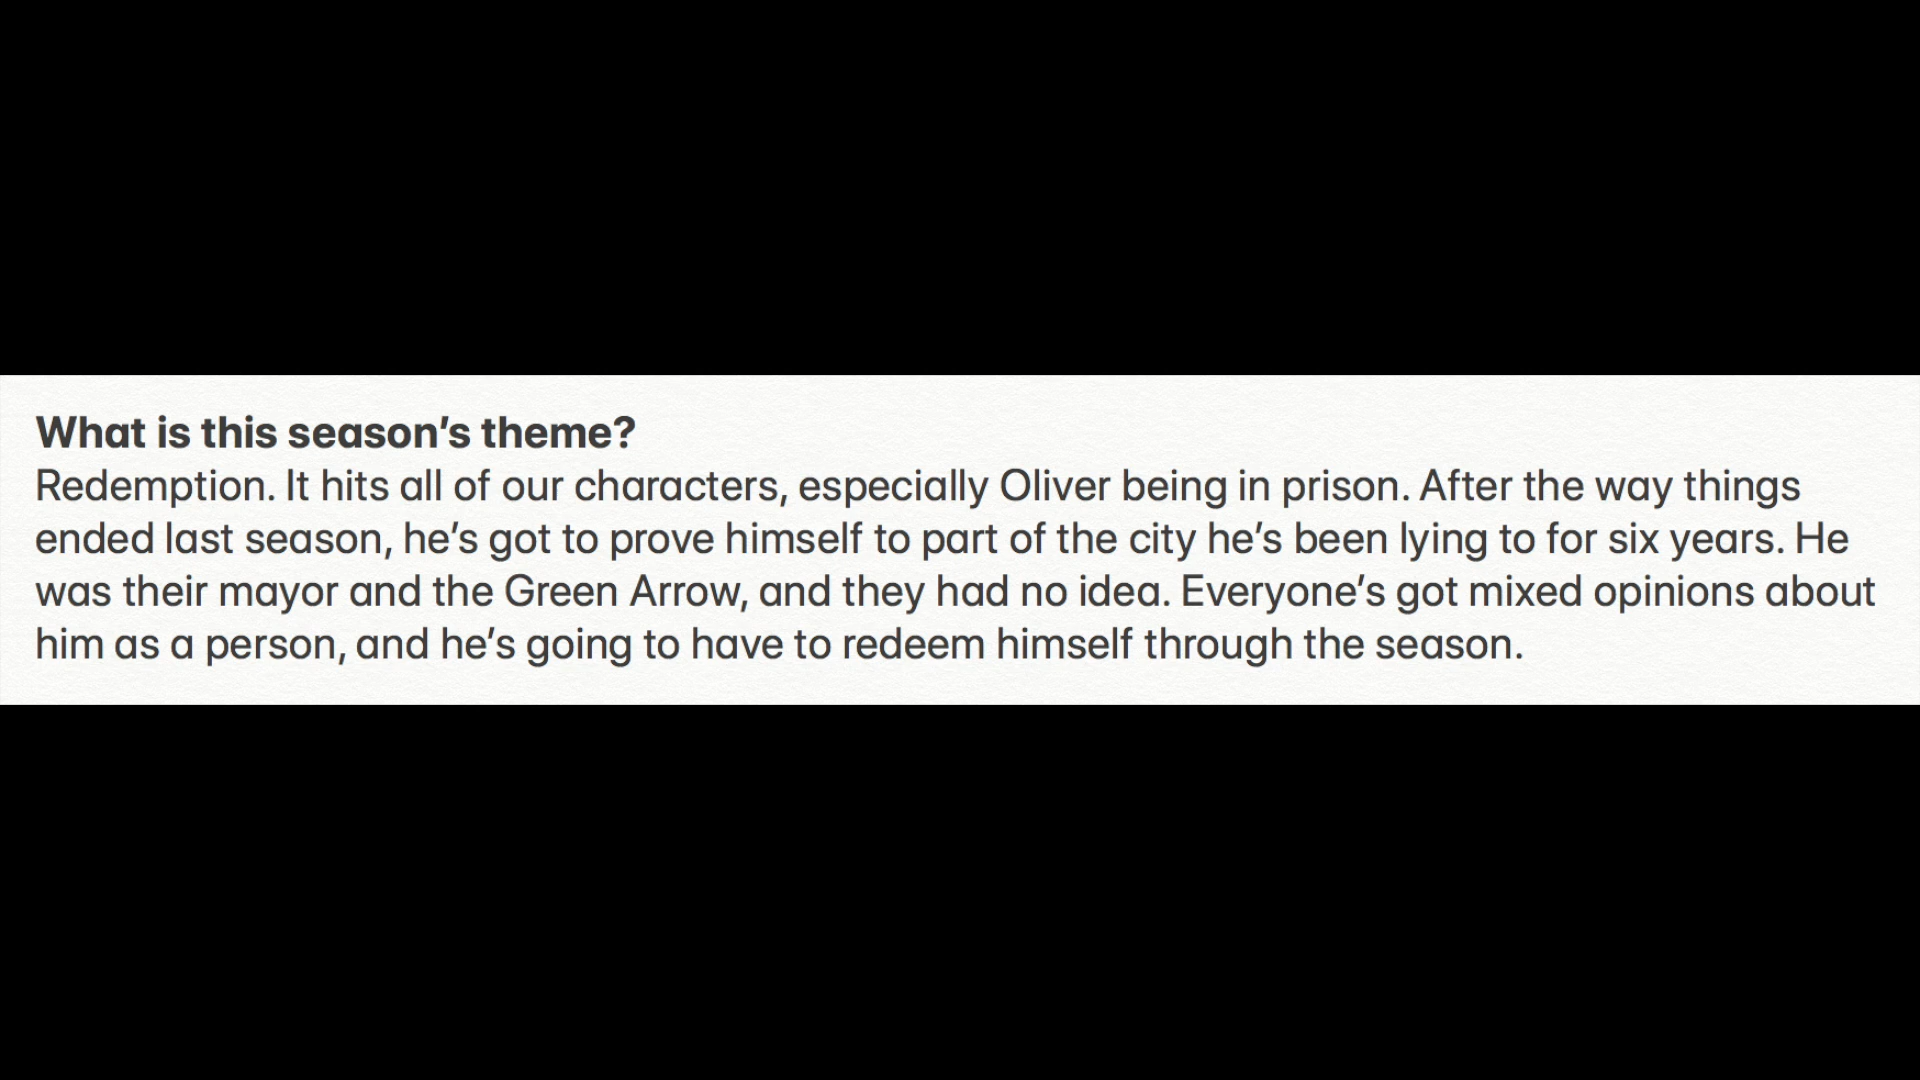 What is this season’s theme?
Redemption. It hits all of our characters, especially Oliver being in prison. After the way things
ended last season, he’s got to prove himself to part of the city he’s been lying to for six years. He
was their mayor and the Green Arrow, and they had no idea. Everyone’s got mixed opinions about
him as a person, and he’s going to have to redeem himself through the season.